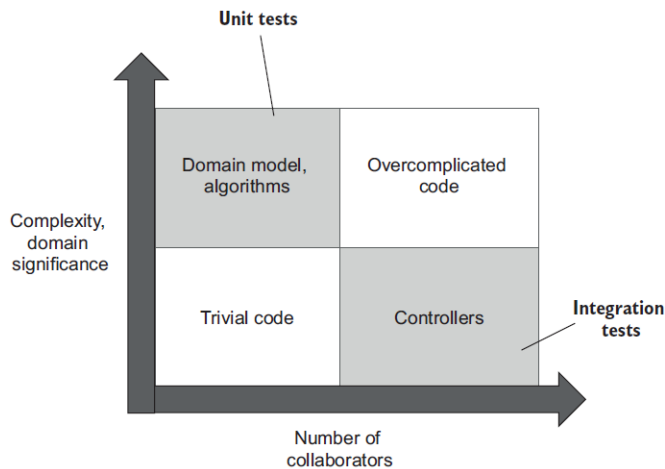 Unit tests
Domain model,
algorithms
Overcomplicated
code
Complexity,
domain
significance
Trivial code
Controllers
Integration
tests
Number of
collaborators